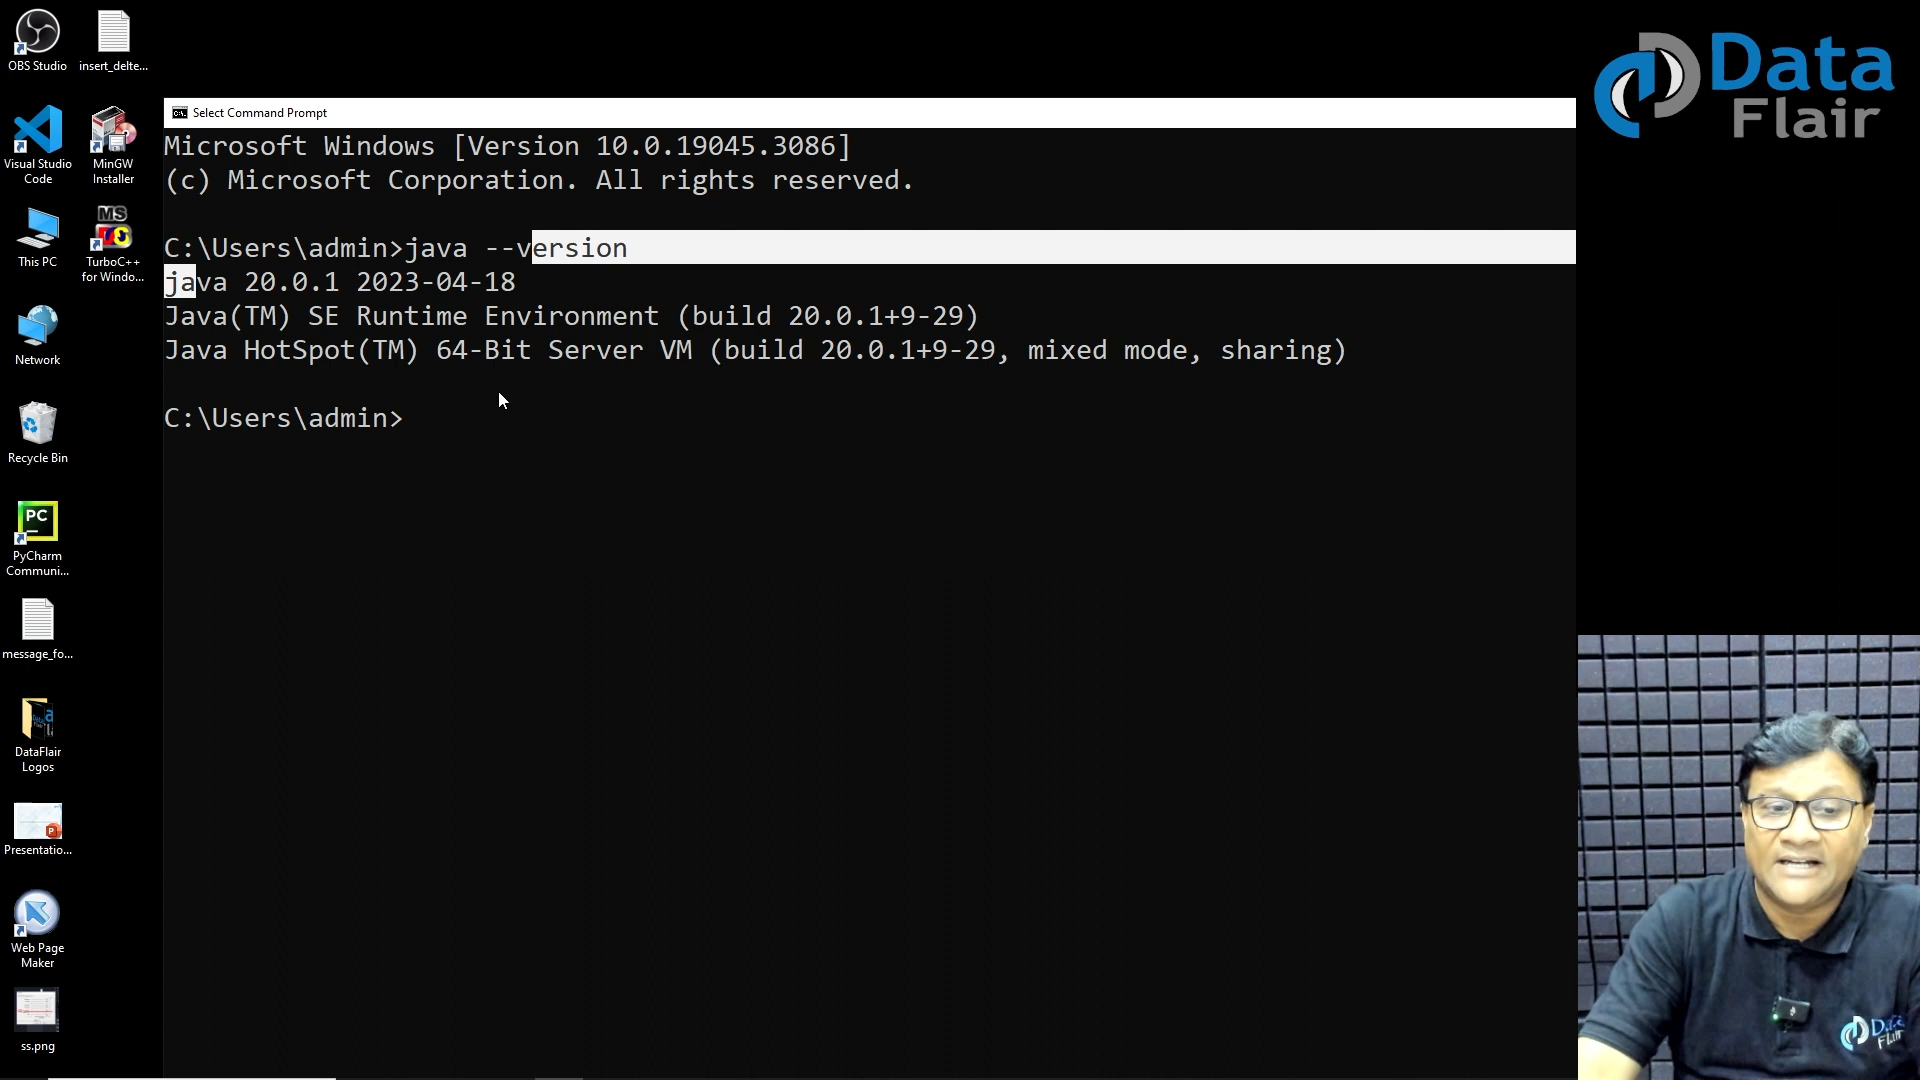 OBS Studio
insert_delte...
Visual Studio
Code
MinGW
Installer
This PC
MS
TurboC++
for Windo...
Network
Recycle Bin
PC
PyCharm
Communi...
message_fo...
DataFlair
Logos
Presentatio...
Web Page
Maker
ss.png
Select Command Prompt
Microsoft Windows [Version 10.0.19045.3086]
(c) Microsoft Corporation. All rights reserved.
C:\Users\admin>java --version
java 20.0.1 2023-04-18
Java(TM) SE Runtime Environment (build 20.0.1+9-29)
Java HotSpot(TM) 64-Bit Server VM (build 20.0.1+9-29, mixed mode, sharing)
C:\Users\admin>
Data
Flair